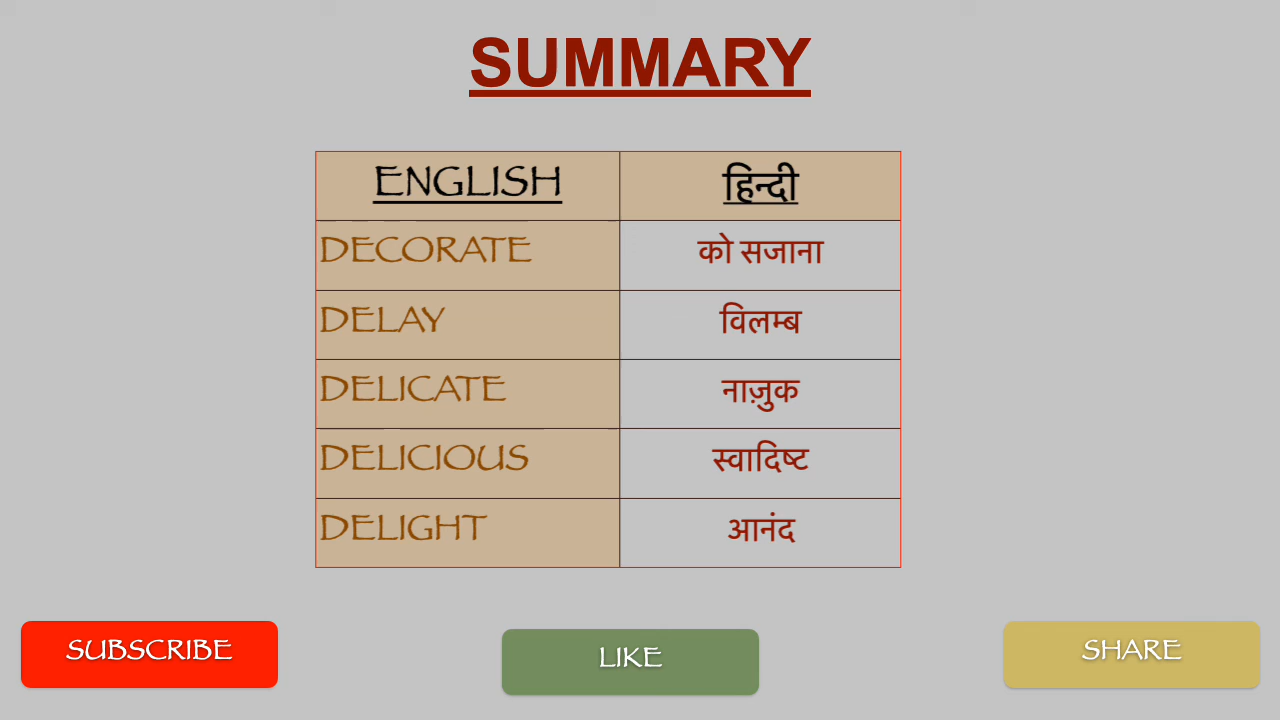 SUMMARY
ENGLISH हिन्दी
DECORATE को सजाना
DELAY विलम्ब
DELICATE नाज़ुक
DELICIOUS स्वादिष्ट
DELIGHT आनंद
SUBSCRIBE LIKE SHARE